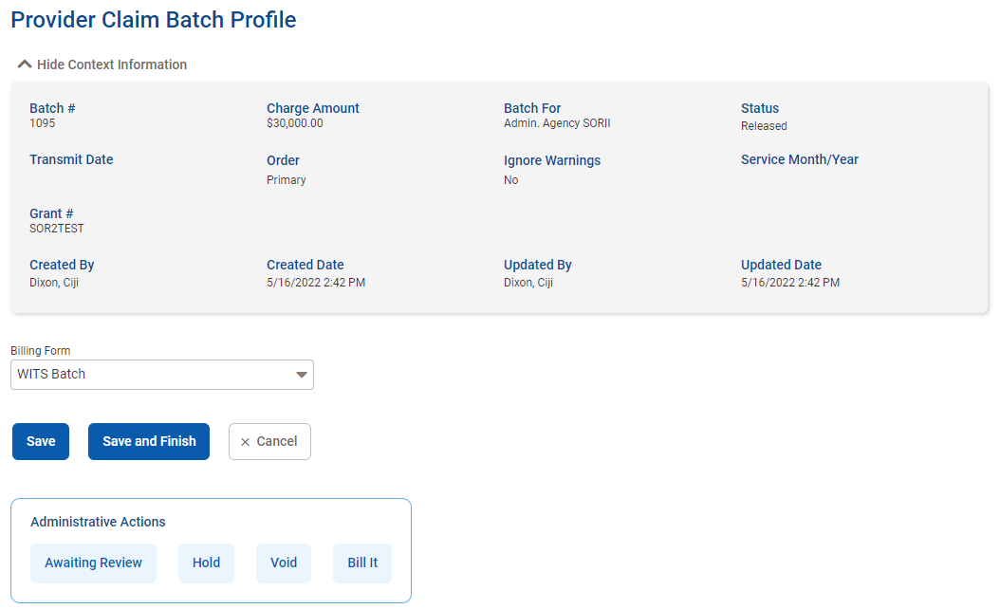 Provider Claim Batch Profile
Hide Context Information
Batch # Charge Amount Batch For Status
1095 $30,000.00 Admin. Agency SORII Released
Transmit Date Order Ignore Warnings Service Month/Year
Primary No
Grant #
SOR2TEST
Created By Created Date Updated By Updated Date
Dixon, Ciji 5/16/2022 2:42 PM Dixon, Ciji 5/16/2022 2:42 PM
Billing Form
WITS Batch
Save Save and Finish × Cancel
Administrative Actions
Awaiting Review Hold Void Bill It